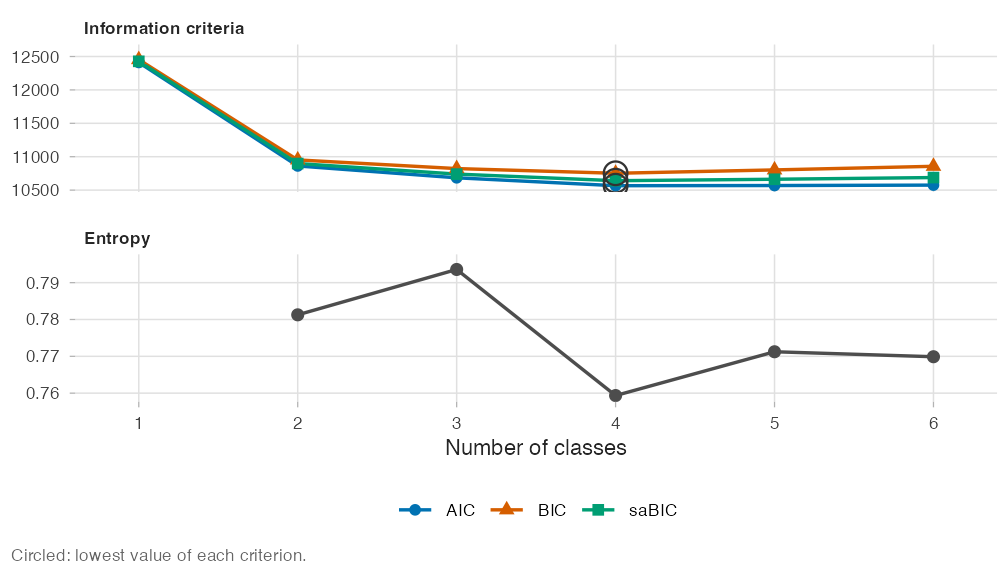 Information criteria
12500
12000
11500
11000
10500
Entropy
0.79
0.78
0.77
0.76
1 2 3 4 5 6
Number of classes
AIC BIC saBIC
Circled: lowest value of each criterion.